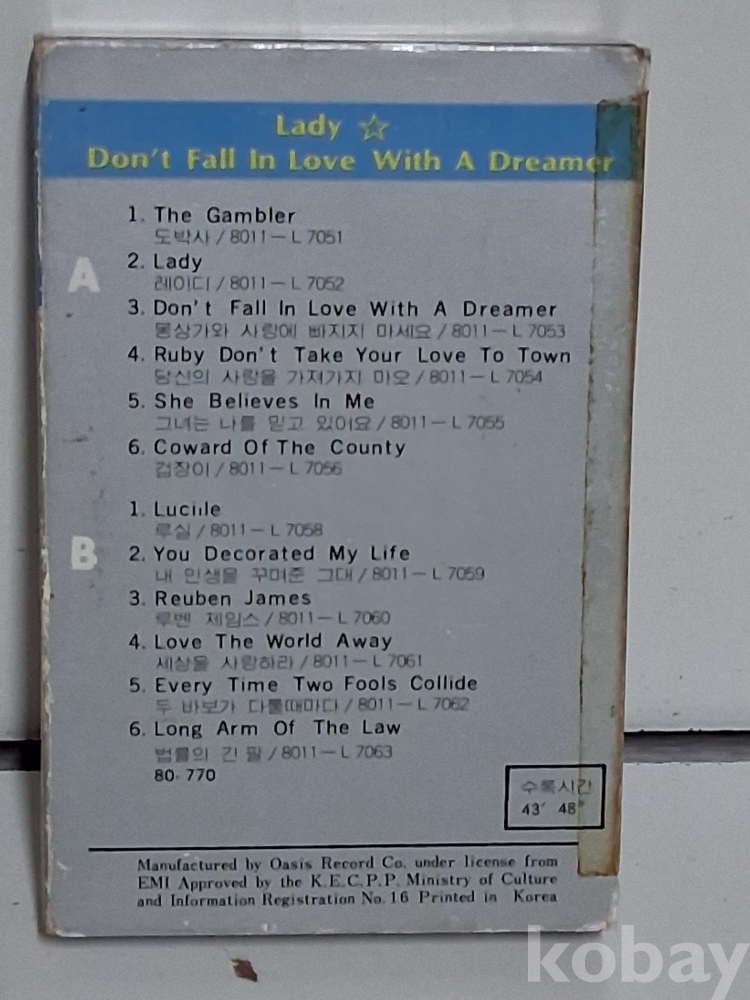 Lady ☆
Don't Fall In Love With A Dreamer
A
1. The Gambler
도박사 / 8011－L 7051
2. Lady
레이디 / 8011－L 7052
3. Don't Fall In Love With A Dreamer
몽상가와 사랑에 빠지지 마세요 / 8011－L 7053
4. Ruby Don't Take Your Love To Town
당신의 사랑을 가져가지 마오 / 8011－L 7054
5. She Believes In Me
그녀는 나를 믿고 있어요 / 8011－L 7055
6. Coward Of The County
겁장이 / 8011－L 7056
B
1. Lucille
루실 / 8011－L 7058
2. You Decorated My Life
내 인생을 꾸며준 그대 / 8011－L 7059
3. Reuben James
루벤 제임스 / 8011－L 7060
4. Love The World Away
세상을 사랑하라 / 8011－L 7061
5. Every Time Two Fools Collide
두 바보가 다툴때마다 / 8011－L 7062
6. Long Arm Of The Law
법률의 긴 팔 / 8011－L 7063
80-770
수록시간
43′ 48″
Manufactured by Oasis Record Co. under license from
EMI Approved by the K.E.C.P.P. Ministry of Culture
and Information Registration No. 16 Printed in Korea
kobay